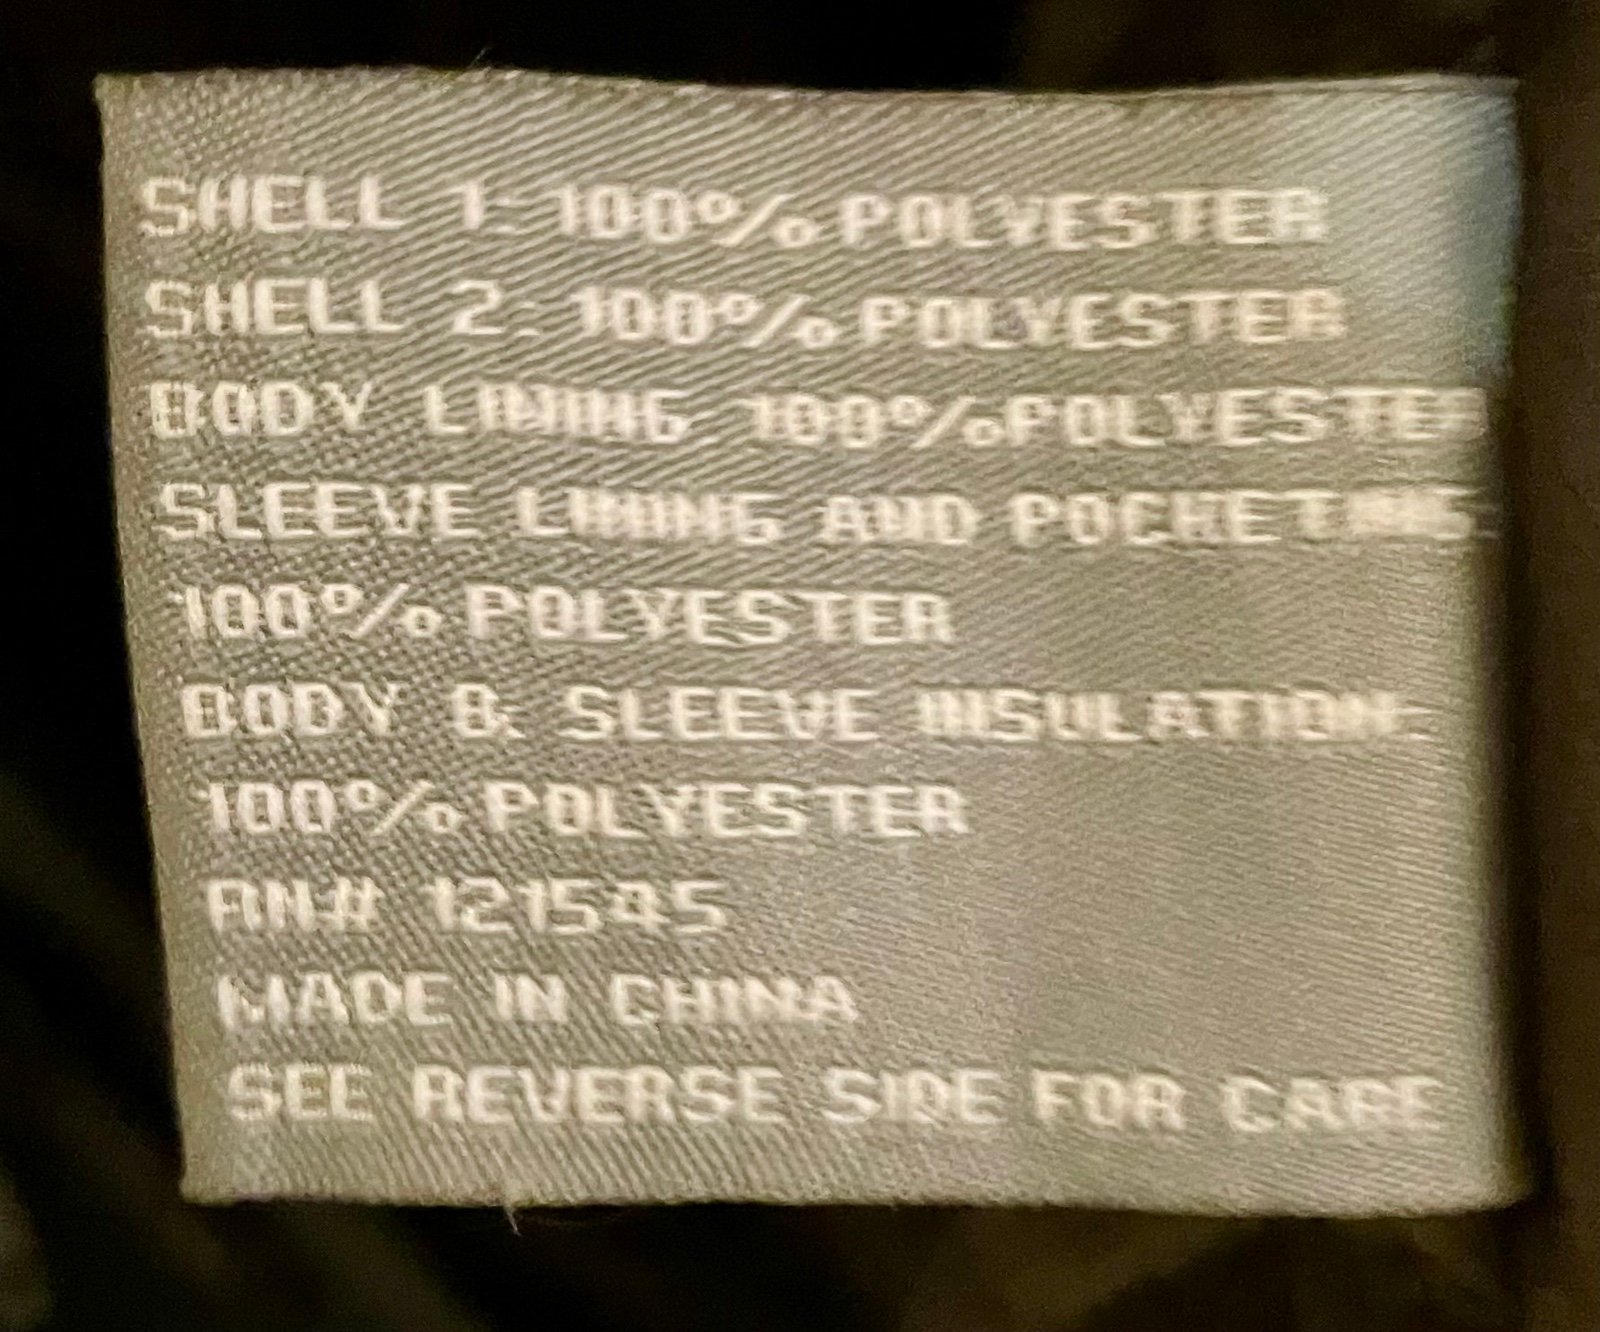 SHELL 1: 100% POLYESTER
SHELL 2: 100% POLYESTER
BODY LINING: 100% POLYESTER
SLEEVE LINING AND POCKETING:
100% POLYESTER
BODY & SLEEVE INSULATION:
100% POLYESTER
RN# 121545
MADE IN CHINA
SEE REVERSE SIDE FOR CARE